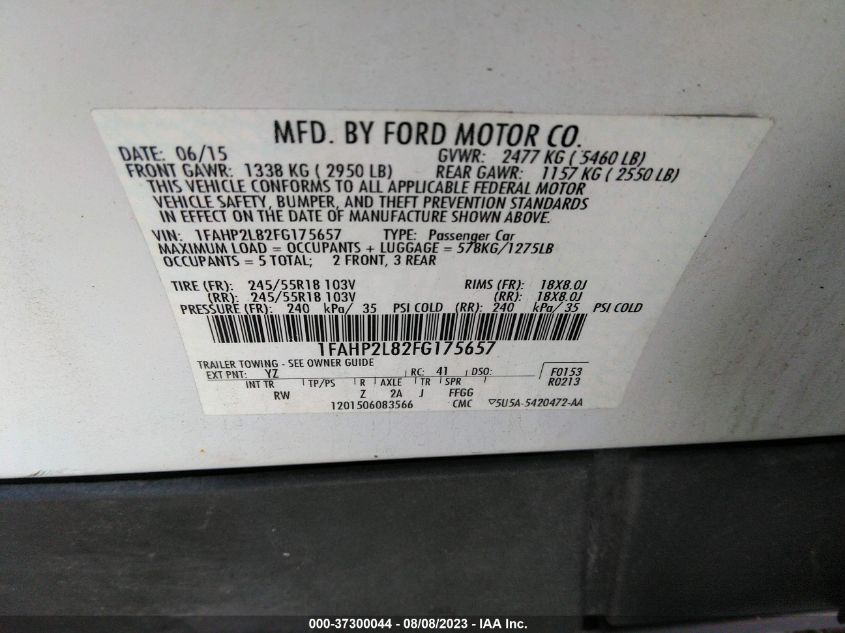 MFD. BY FORD MOTOR CO.
DATE: 06/15 GVWR: 2477 KG ( 5460 LB)
FRONT GAWR: 1338 KG ( 2950 LB) REAR GAWR: 1157 KG ( 2550 LB)
THIS VEHICLE CONFORMS TO ALL APPLICABLE FEDERAL MOTOR
VEHICLE SAFETY, BUMPER, AND THEFT PREVENTION STANDARDS
IN EFFECT ON THE DATE OF MANUFACTURE SHOWN ABOVE.
VIN: 1FAHP2L82FG175657 TYPE: Passenger Car
MAXIMUM LOAD = OCCUPANTS + LUGGAGE = 578KG/1275LB
OCCUPANTS = 5 TOTAL; 2 FRONT, 3 REAR
TIRE (FR): 245/55R18 103V RIMS (FR): 18X8.0J
(RR): 245/55R18 103V (RR): 18X8.0J
PRESSURE (FR): 240 kPa/ 35 PSI COLD (RR): 240 kPa/ 35 PSI COLD
1FAHP2L82FG175657
TRAILER TOWING - SEE OWNER GUIDE
EXT PNT: YZ RC: 41 DSO: F0153
INT TR TP/PS R AXLE TR SPR R0213
RW Z 2A J FFGG
1201506083566 CMC ▽5U5A-5420472-AA
000-37300044 - 08/08/2023 - IAA Inc.